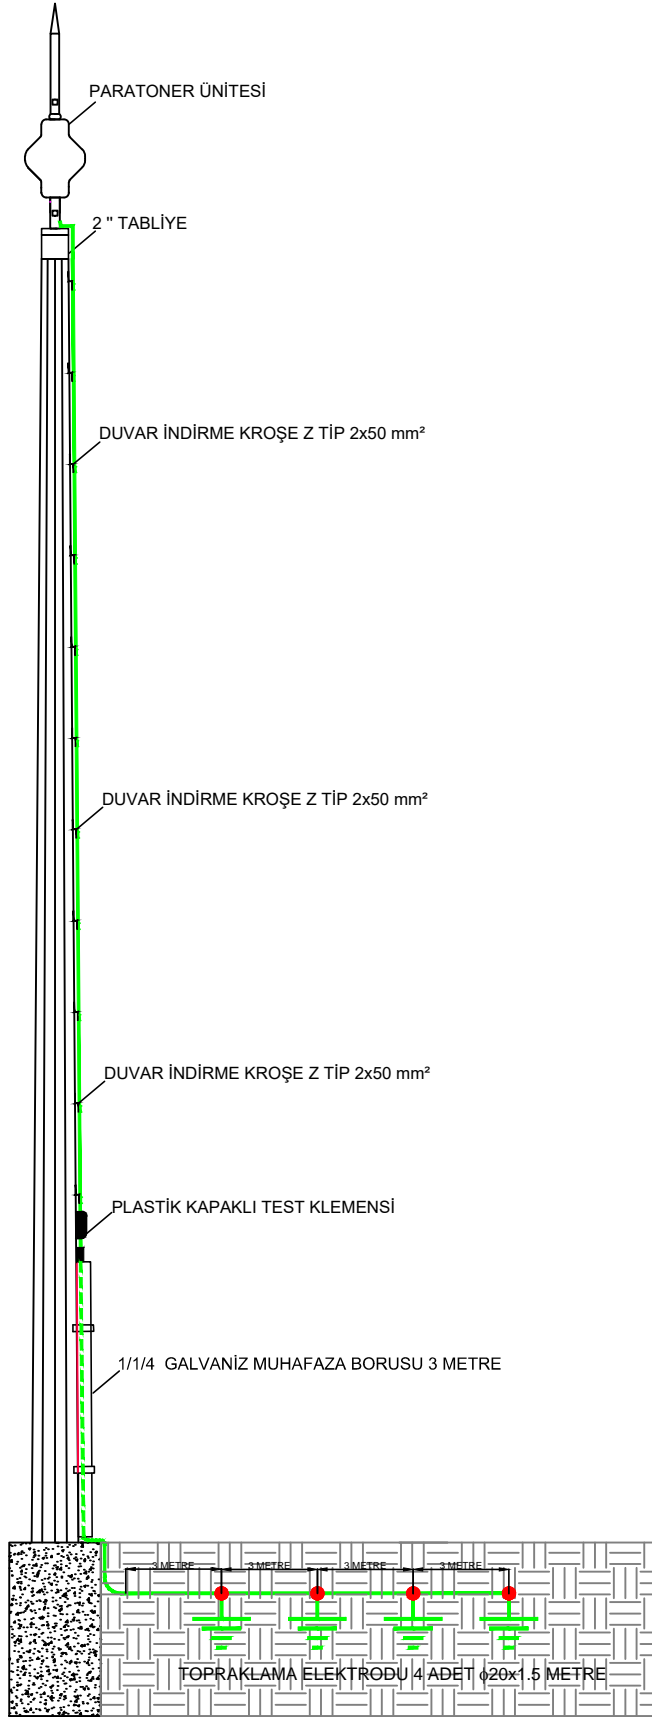 PARATONER ÜNİTESİ
2 " TABLİYE
DUVAR İNDİRME KROŞE Z TİP 2x50 mm²
DUVAR İNDİRME KROŞE Z TİP 2x50 mm²
DUVAR İNDİRME KROŞE Z TİP 2x50 mm²
PLASTİK KAPAKLI TEST KLEMENSİ
1/1/4 GALVANİZ MUHAFAZA BORUSU 3 METRE
3 METRE 3 METRE 3 METRE 3 METRE
TOPRAKLAMA ELEKTRODU 4 ADET φ20x1.5 METRE